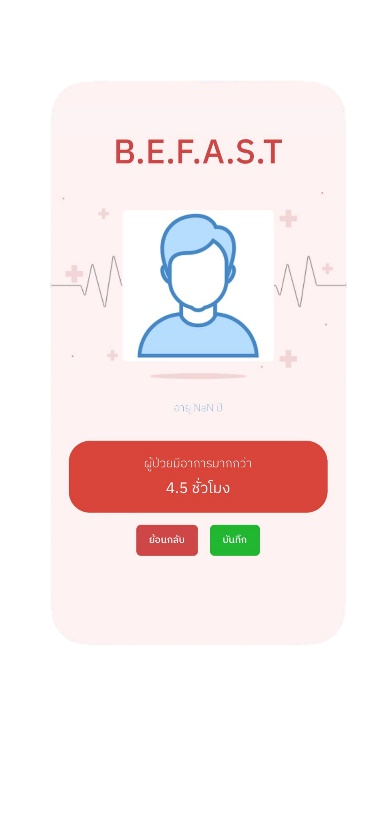 B.E.F.A.S.T
อายุ NaN ปี
ผู้ป่วยมีอาการมากกว่า
4.5 ชั่วโมง
ย้อนกลับ บันทึก